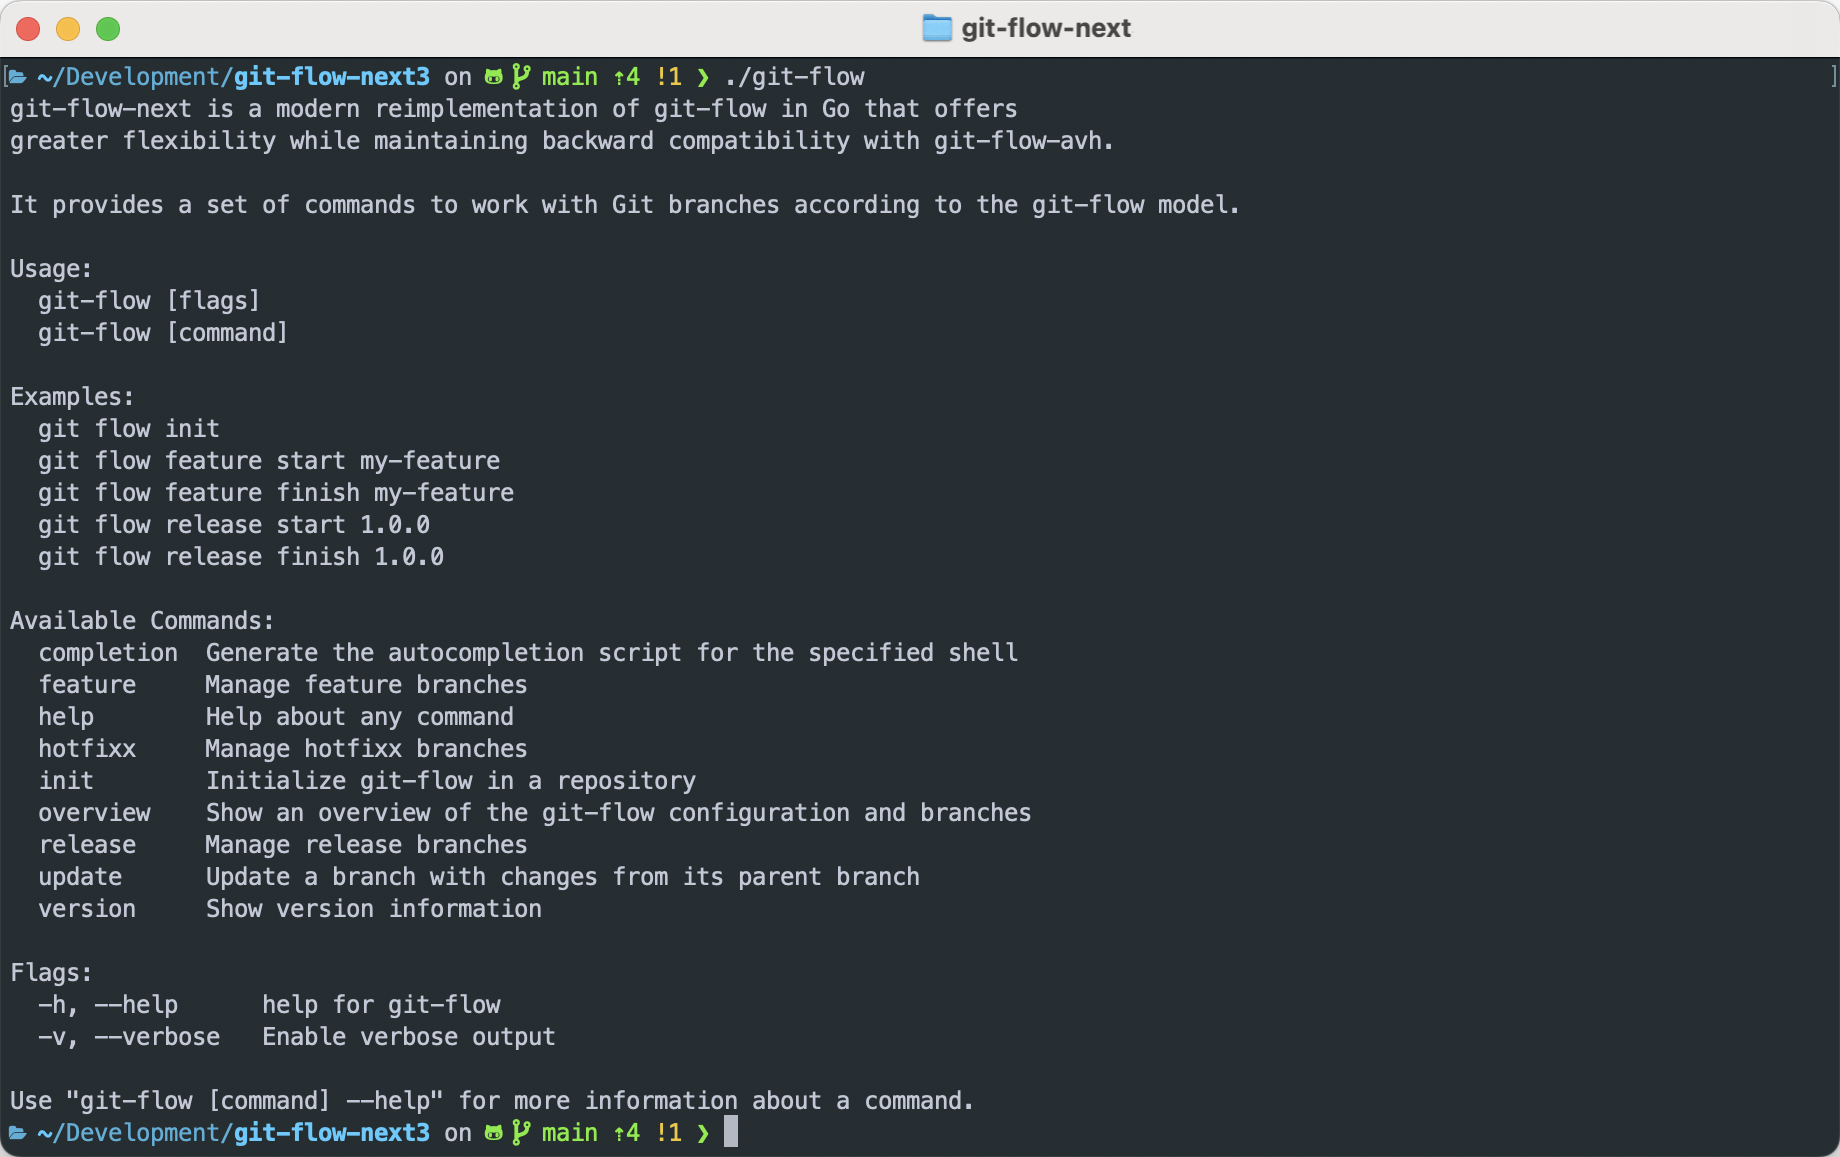 git-flow-next
~/Development/git-flow-next3 on main ⇡4 !1 ❯ ./git-flow
git-flow-next is a modern reimplementation of git-flow in Go that offers
greater flexibility while maintaining backward compatibility with git-flow-avh.
It provides a set of commands to work with Git branches according to the git-flow model.
Usage:
  git-flow [flags]
  git-flow [command]
Examples:
  git flow init
  git flow feature start my-feature
  git flow feature finish my-feature
  git flow release start 1.0.0
  git flow release finish 1.0.0
Available Commands:
  completion  Generate the autocompletion script for the specified shell
  feature     Manage feature branches
  help        Help about any command
  hotfixx     Manage hotfixx branches
  init        Initialize git-flow in a repository
  overview    Show an overview of the git-flow configuration and branches
  release     Manage release branches
  update      Update a branch with changes from its parent branch
  version     Show version information
Flags:
  -h, --help      help for git-flow
  -v, --verbose   Enable verbose output
Use "git-flow [command] --help" for more information about a command.
~/Development/git-flow-next3 on main ⇡4 !1 ❯